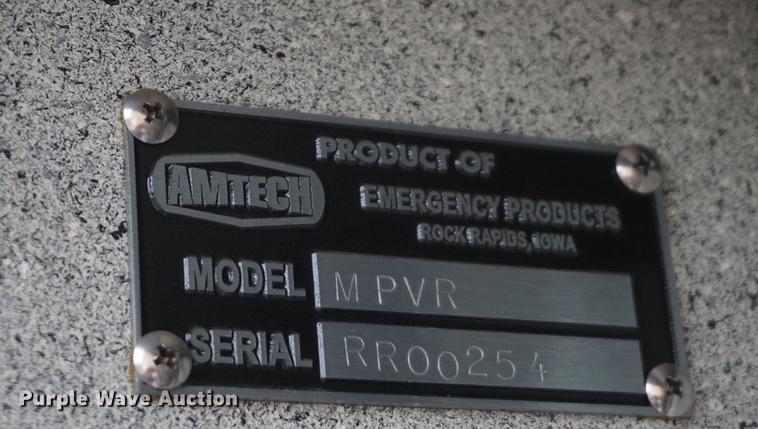 AMTECH
PRODUCT OF
EMERGENCY PRODUCTS
ROCK RAPIDS, IOWA
MODEL MPVR
SERIAL RR00254
Purple Wave Auction